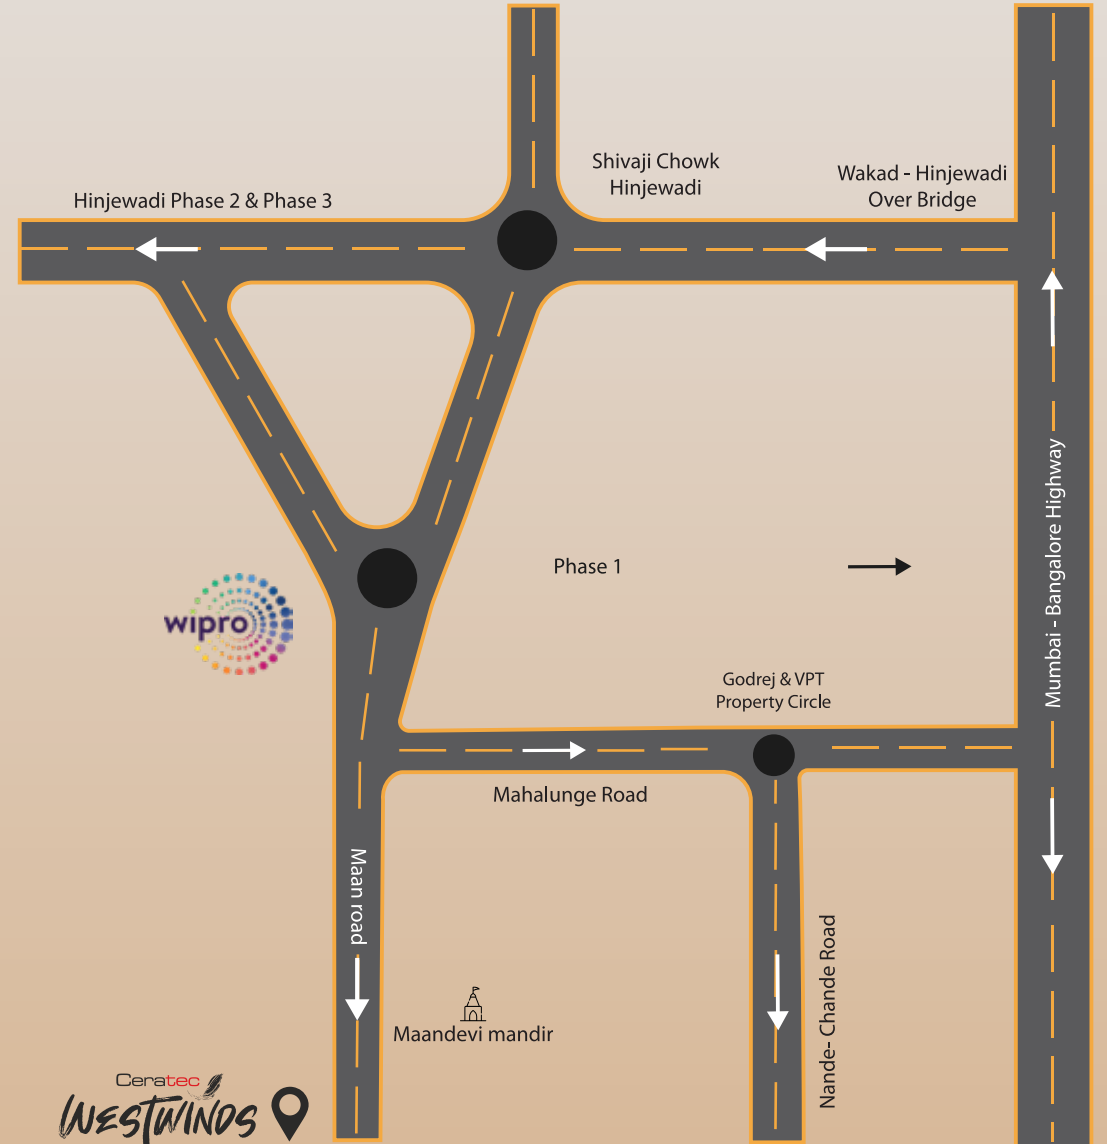 Shivaji Chowk
Hinjewadi
Wakad - Hinjewadi
Over Bridge
Hinjewadi Phase 2 & Phase 3
Mumbai - Bangalore Highway
Phase 1
wipro
Godrej & VPT
Property Circle
Mahalunge Road
Maan road
Nande- Chande Road
Maandevi mandir
Ceratec
WESTWINDS